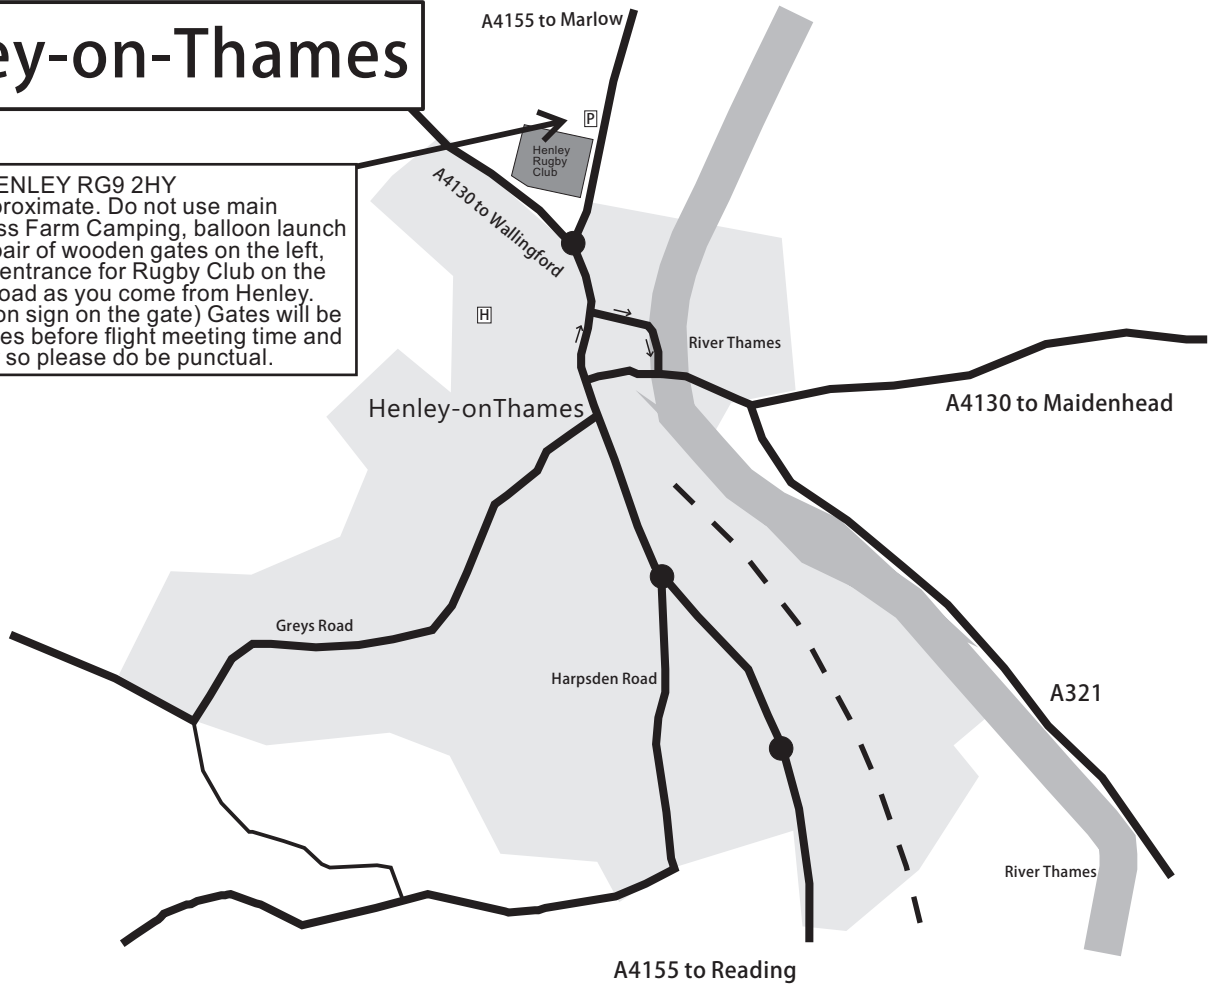 ey-on-Thames
A4155 to Marlow
P
Henley
Rugby
Club
A4130 to Wallingford
ENLEY RG9 2HY
proximate. Do not use main
ss Farm Camping, balloon launch
pair of wooden gates on the left,
entrance for Rugby Club on the
oad as you come from Henley.
on sign on the gate) Gates will be
es before flight meeting time and
so please do be punctual.
H
River Thames
A4130 to Maidenhead
Henley-onThames
Greys Road
Harpsden Road
A321
River Thames
A4155 to Reading